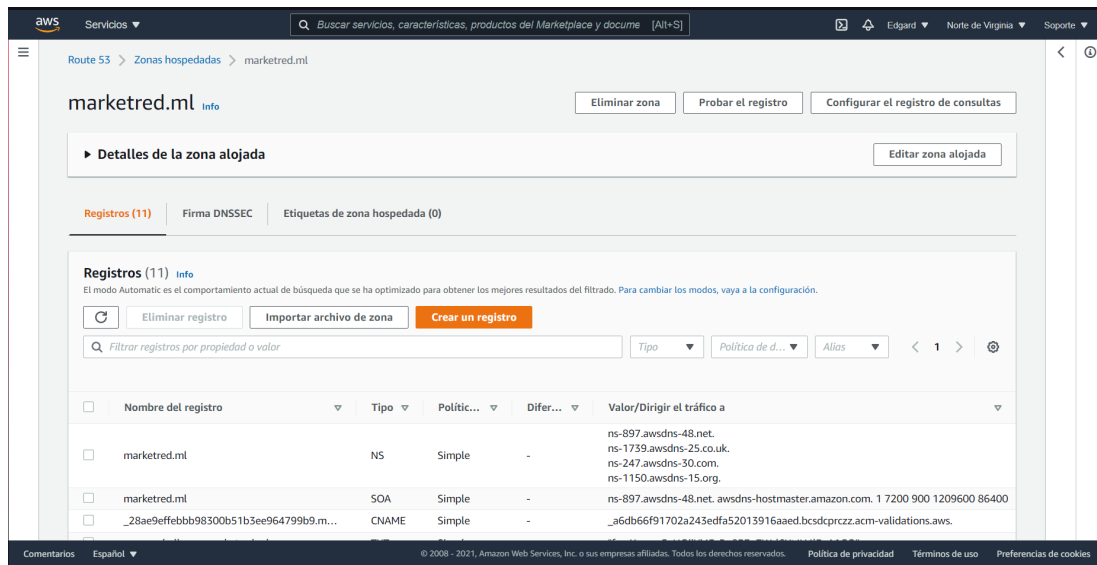 aws Servicios ▼ Buscar servicios, características, productos del Marketplace y docume [Alt+S] Edgard ▼ Norte de Virginia ▼ Soporte ▼
Route 53 > Zonas hospedadas > marketred.ml
marketred.ml Info Eliminar zona Probar el registro Configurar el registro de consultas
▶ Detalles de la zona alojada Editar zona alojada
Registros (11) Firma DNSSEC Etiquetas de zona hospedada (0)
Registros (11) Info
El modo Automatic es el comportamiento actual de búsqueda que se ha optimizado para obtener los mejores resultados del filtrado. Para cambiar los modos, vaya a la configuración.
Eliminar registro Importar archivo de zona Crear un registro
Filtrar registros por propiedad o valor Tipo ▼ Política de d... ▼ Alias ▼ < 1 >
Nombre del registro Tipo Polític... Difer... Valor/Dirigir el tráfico a
ns-897.awsdns-48.net.
ns-1739.awsdns-25.co.uk.
marketred.ml NS Simple -
ns-247.awsdns-30.com.
ns-1150.awsdns-15.org.
marketred.ml SOA Simple - ns-897.awsdns-48.net. awsdns-hostmaster.amazon.com. 1 7200 900 1209600 86400
_28ae9effebbb98300b51b3ee964799b9.m... CNAME Simple - _a6db66f91702a243edfa52013916aaed.bcsdcprczz.acm-validations.aws.
Comentarios Español ▼ © 2008 - 2021, Amazon Web Services, Inc. o sus empresas afiliadas. Todos los derechos reservados. Política de privacidad Términos de uso Preferencias de cookies